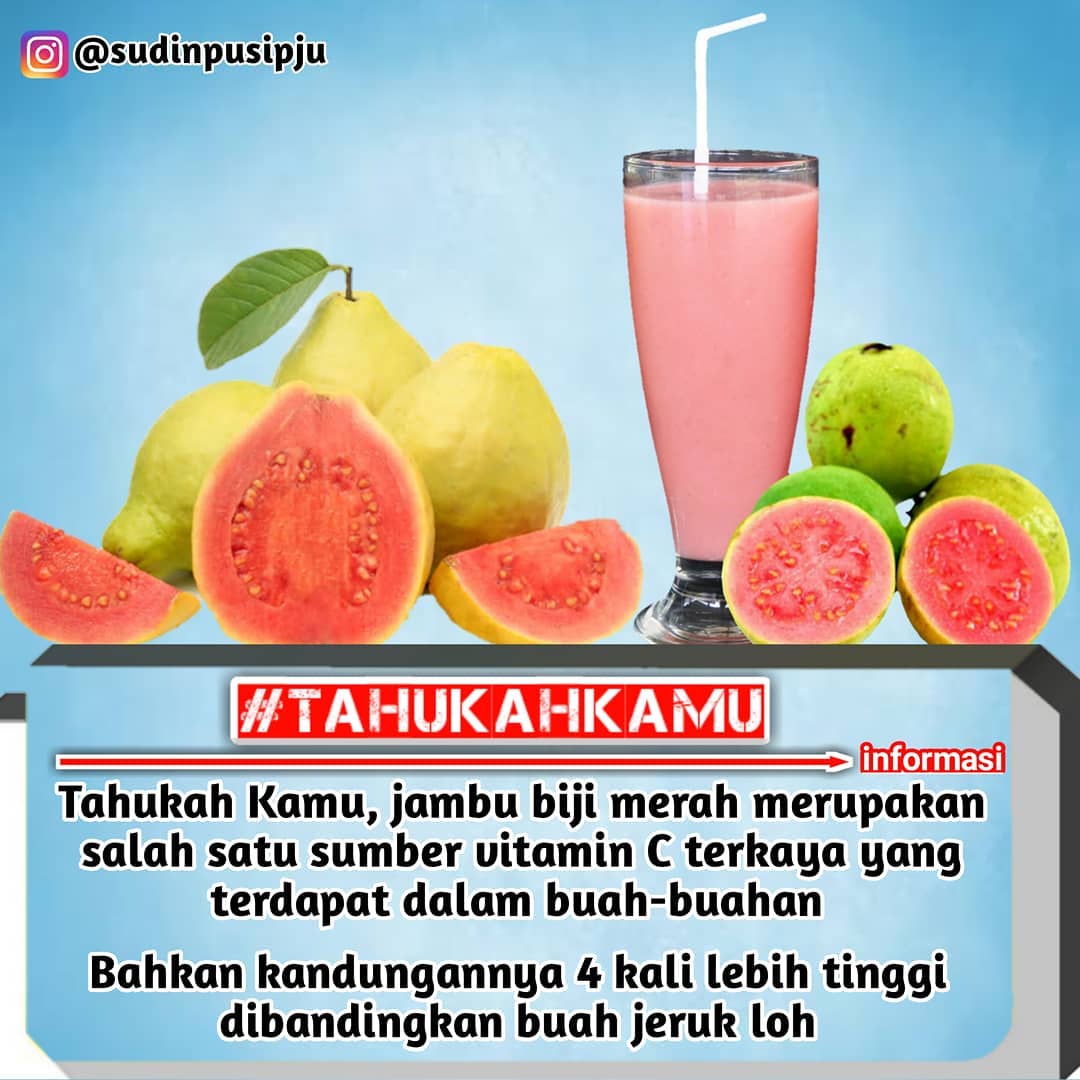 @sudinpusipju
#TAHUKAHKAMU
informasi
Tahukah Kamu, jambu biji merah merupakan
salah satu sumber vitamin C terkaya yang
terdapat dalam buah-buahan
Bahkan kandungannya 4 kali lebih tinggi
dibandingkan buah jeruk loh